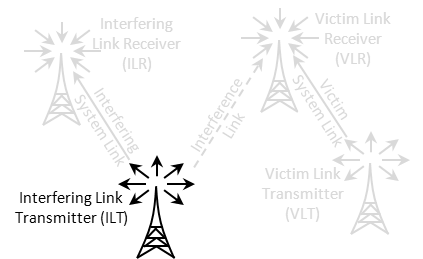 Interfering
Link Receiver
(ILR)
Victim Link
Receiver
(VLR)
Interfering
System Link
Interference
Link
Victim
System Link
Interfering Link
Transmitter (ILT)
Victim Link
Transmitter
(VLT)